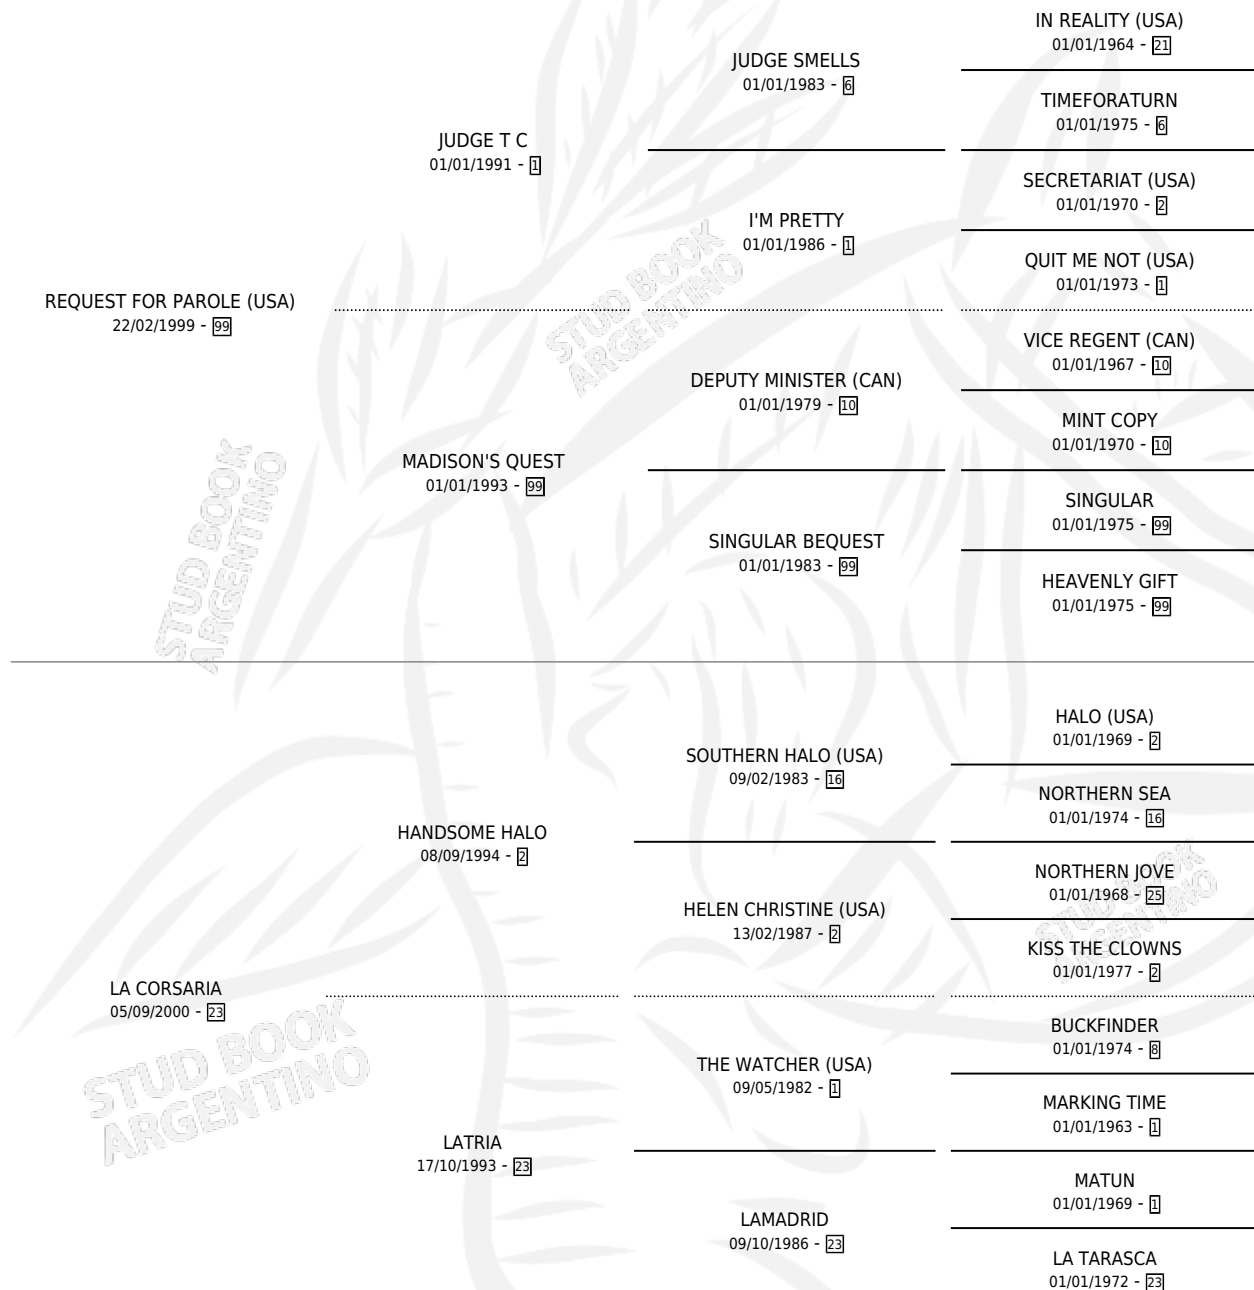 IN REALITY (USA)
01/01/1964 - 21
JUDGE SMELLS
01/01/1983 - 6
TIMEFORATURN
01/01/1975 - 6
JUDGE T C
01/01/1991 - 1
SECRETARIAT (USA)
01/01/1970 - 2
I'M PRETTY
01/01/1986 - 1
QUIT ME NOT (USA)
01/01/1973 - 1
REQUEST FOR PAROLE (USA)
22/02/1999 - 99
STUD BOOK
ARGENTINO
VICE REGENT (CAN)
01/01/1967 - 10
DEPUTY MINISTER (CAN)
01/01/1979 - 10
MINT COPY
01/01/1970 - 10
MADISON'S QUEST
01/01/1993 - 99
SINGULAR
01/01/1975 - 99
SINGULAR BEQUEST
01/01/1983 - 99
HEAVENLY GIFT
01/01/1975 - 99
STUD BOOK
ARGENTINO
HALO (USA)
01/01/1969 - 2
SOUTHERN HALO (USA)
09/02/1983 - 16
NORTHERN SEA
01/01/1974 - 16
HANDSOME HALO
08/09/1994 - 2
NORTHERN JOVE
01/01/1968 - 25
HELEN CHRISTINE (USA)
13/02/1987 - 2
KISS THE CLOWNS
01/01/1977 - 2
STUD BOOK
ARGENTINO
LA CORSARIA
05/09/2000 - 23
STUD BOOK
ARGENTINO
BUCKFINDER
01/01/1974 - 8
THE WATCHER (USA)
09/05/1982 - 1
MARKING TIME
01/01/1963 - 1
LATRIA
17/10/1993 - 23
MATUN
01/01/1969 - 1
LAMADRID
09/10/1986 - 23
LA TARASCA
01/01/1972 - 23